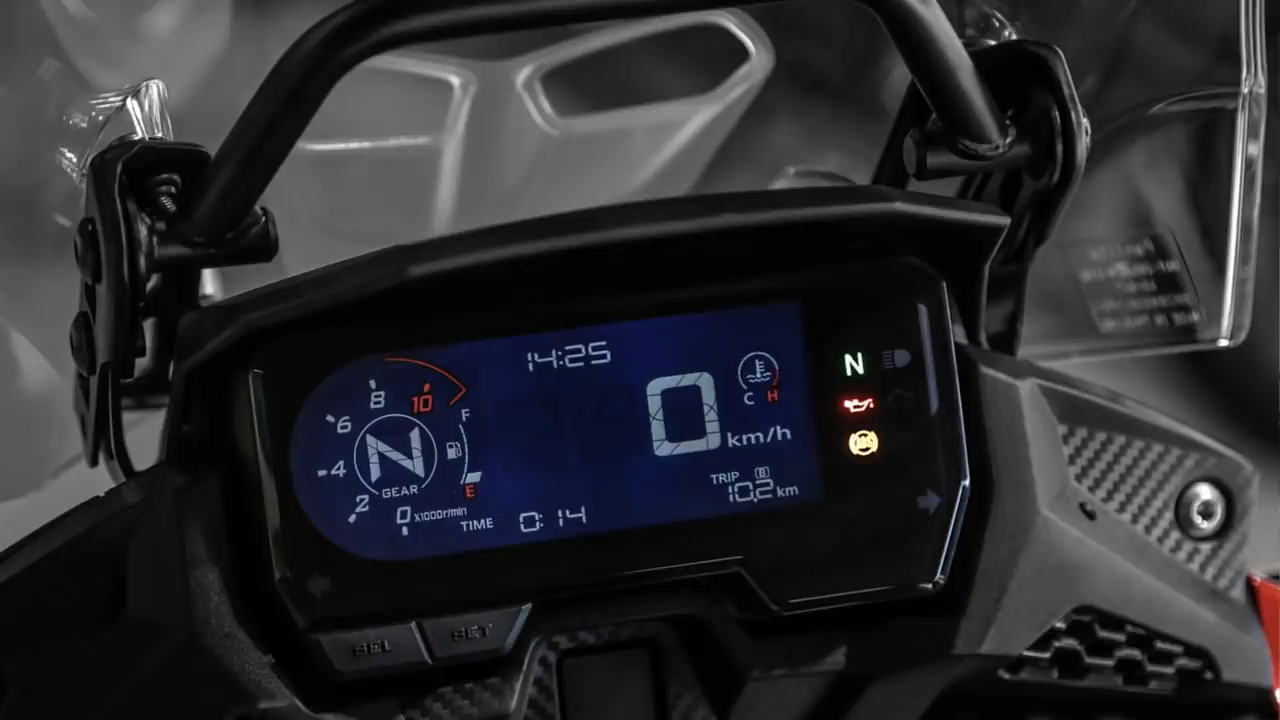 14:25
8
10
6
F
C H
N
4
N
0
km/h
GEAR
E
2
TRIP B
0 X1000r/min
10.2 km
TIME 0:14
N
ABS
SEL SET